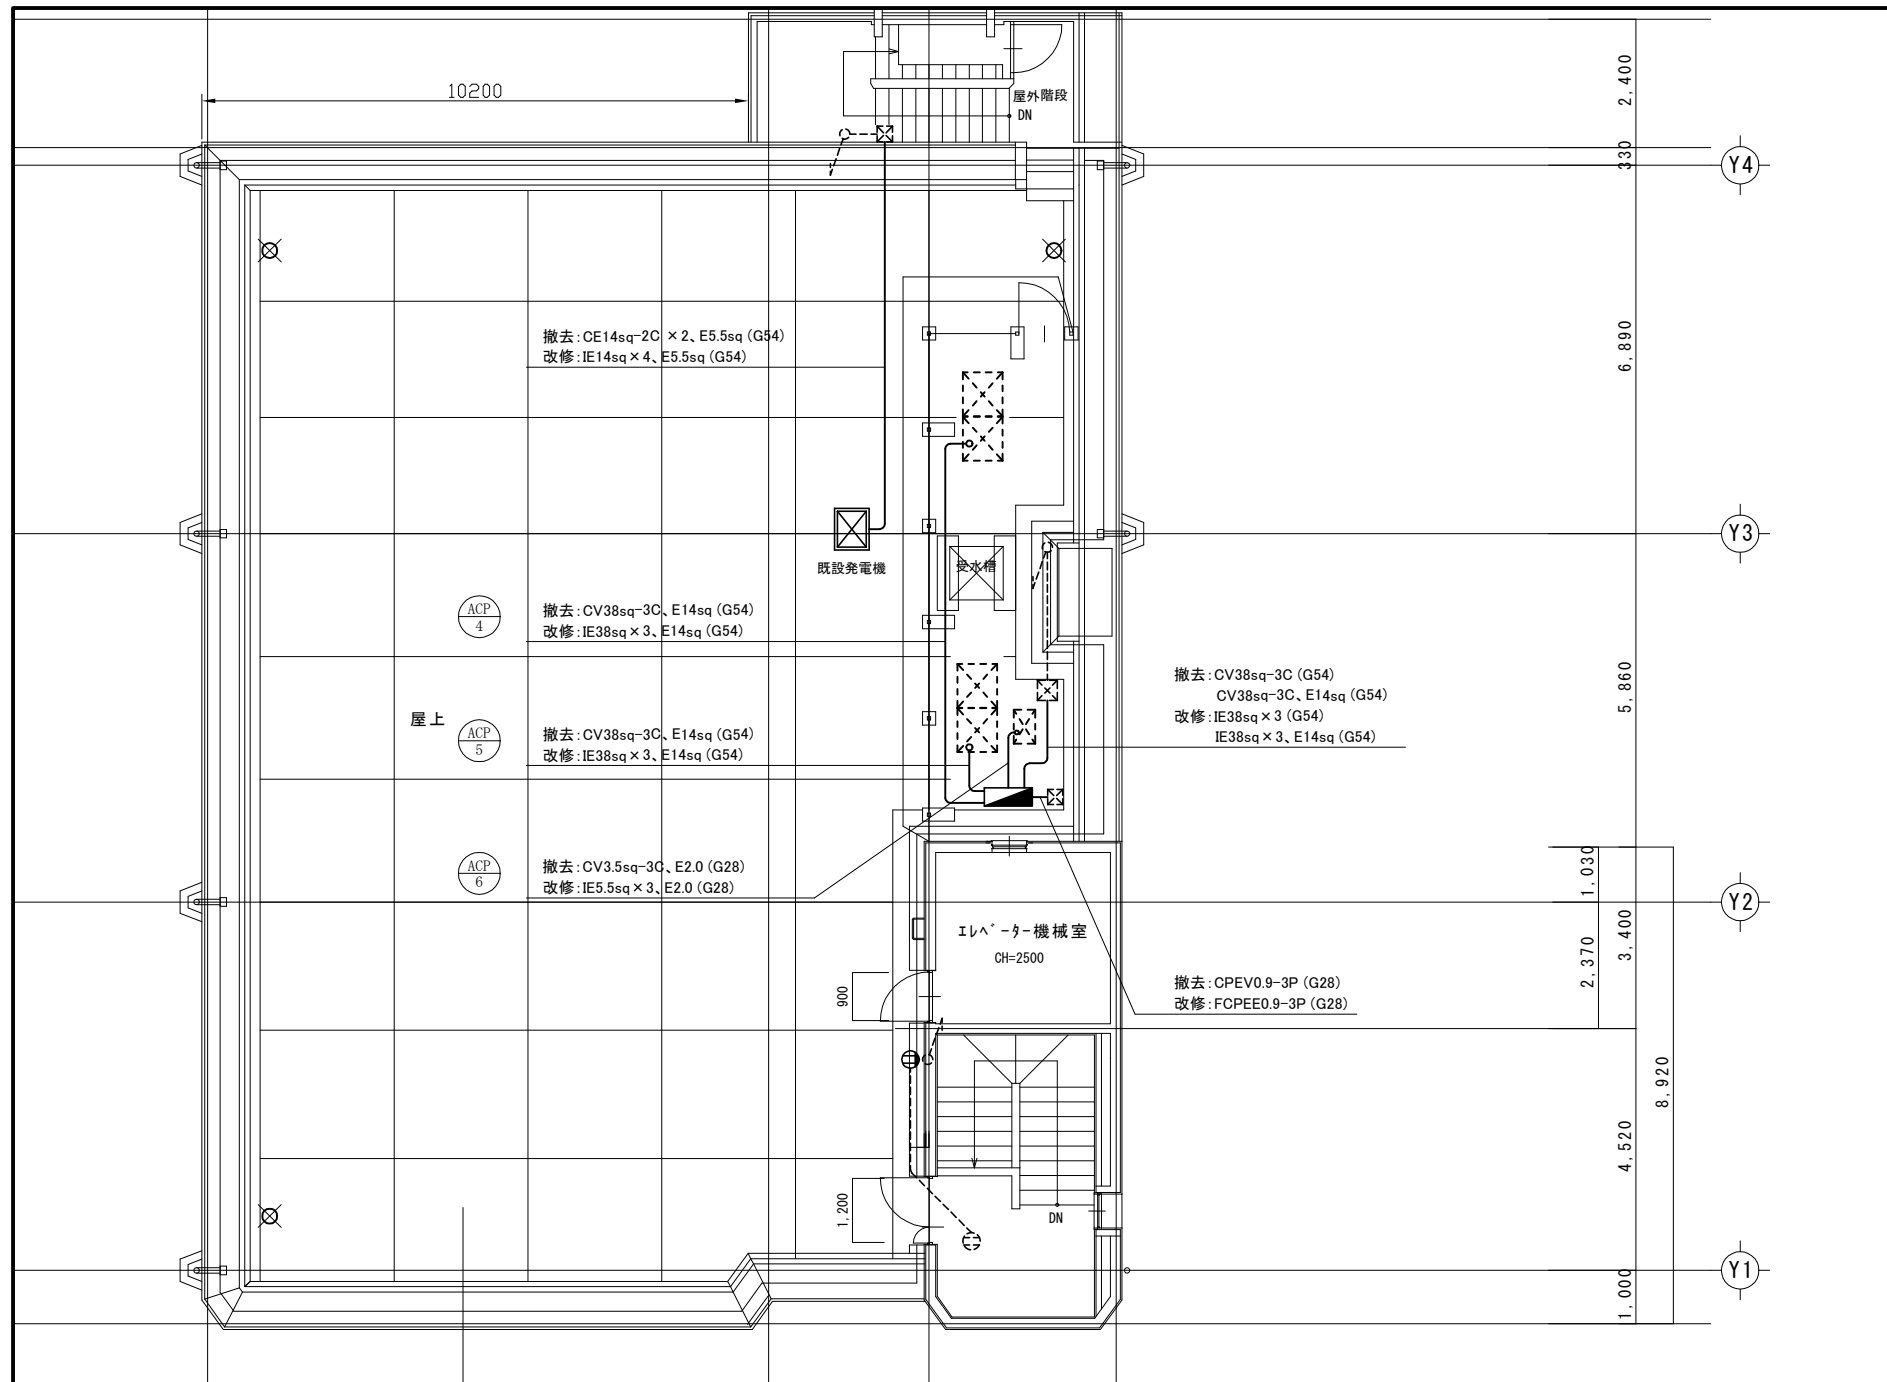 2,400
10200
屋外階段
DN
330
Y4
6,890
撤去:CE14sq-2C ×2、E5.5sq (G54)
改修:IE14sq×4、E5.5sq (G54)
Y3
既設発電機
受水槽
ACP
4
撤去:CV38sq-3C、E14sq (G54)
改修:IE38sq×3、E14sq (G54)
撤去:CV38sq-3C (G54)
CV38sq-3C、E14sq (G54)
改修:IE38sq×3 (G54)
IE38sq×3、E14sq (G54)
5,860
屋上
ACP
5
撤去:CV38sq-3C、E14sq (G54)
改修:IE38sq×3、E14sq (G54)
ACP
6
撤去:CV3.5sq-3C、E2.0 (G28)
改修:IE5.5sq×3、E2.0 (G28)
1,030
Y2
エレベーター機械室
CH=2500
3,400
2,370
900
撤去:CPEV0.9-3P (G28)
改修:FCPEE0.9-3P (G28)
8,920
4,520
1,200
DN
Y1
1,000